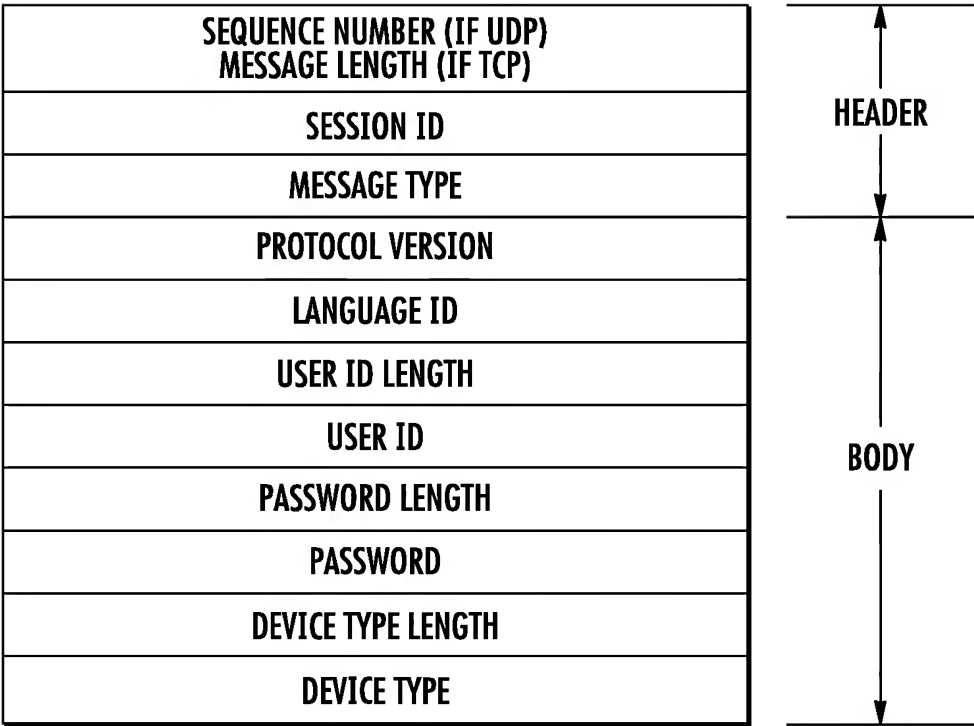 SEQUENCE NUMBER (IF UDP)
MESSAGE LENGTH (IF TCP)
SESSION ID
MESSAGE TYPE
PROTOCOL VERSION
LANGUAGE ID
USER ID LENGTH
USER ID
PASSWORD LENGTH
PASSWORD
DEVICE TYPE LENGTH
DEVICE TYPE
HEADER
BODY